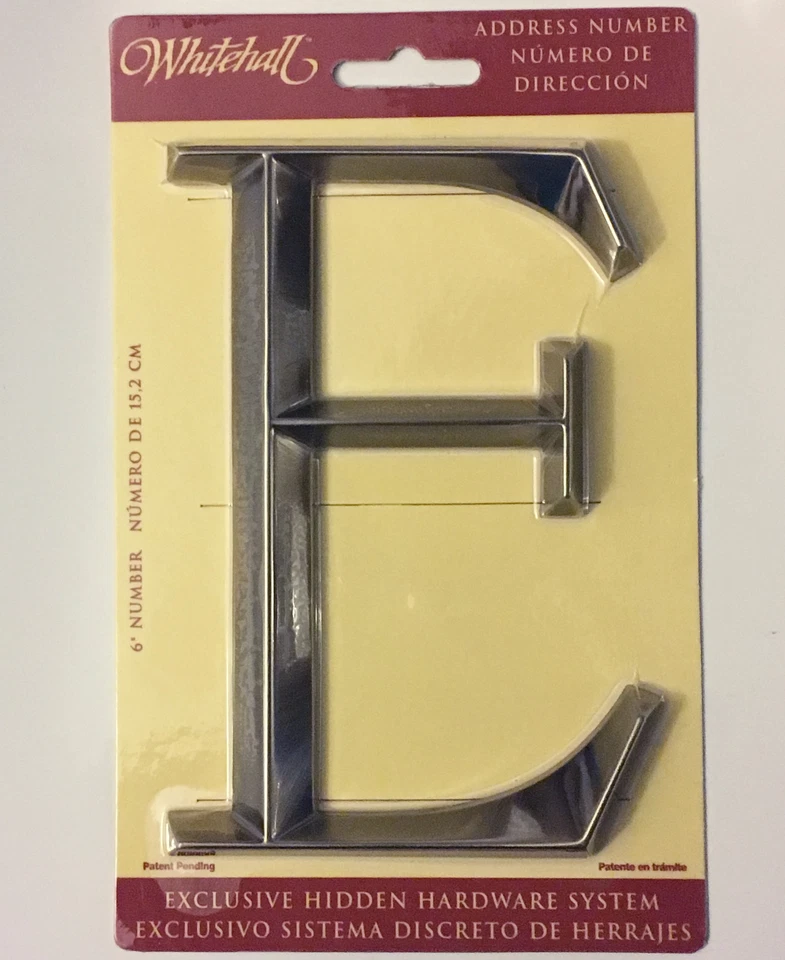 Whitehall™
ADDRESS NUMBER
NÚMERO DE
DIRECCIÓN
E
6" NUMBER NÚMERO DE 15,2 CM
Patent Pending
Patente en trámite
EXCLUSIVE HIDDEN HARDWARE SYSTEM
EXCLUSIVO SISTEMA DISCRETO DE HERRAJES